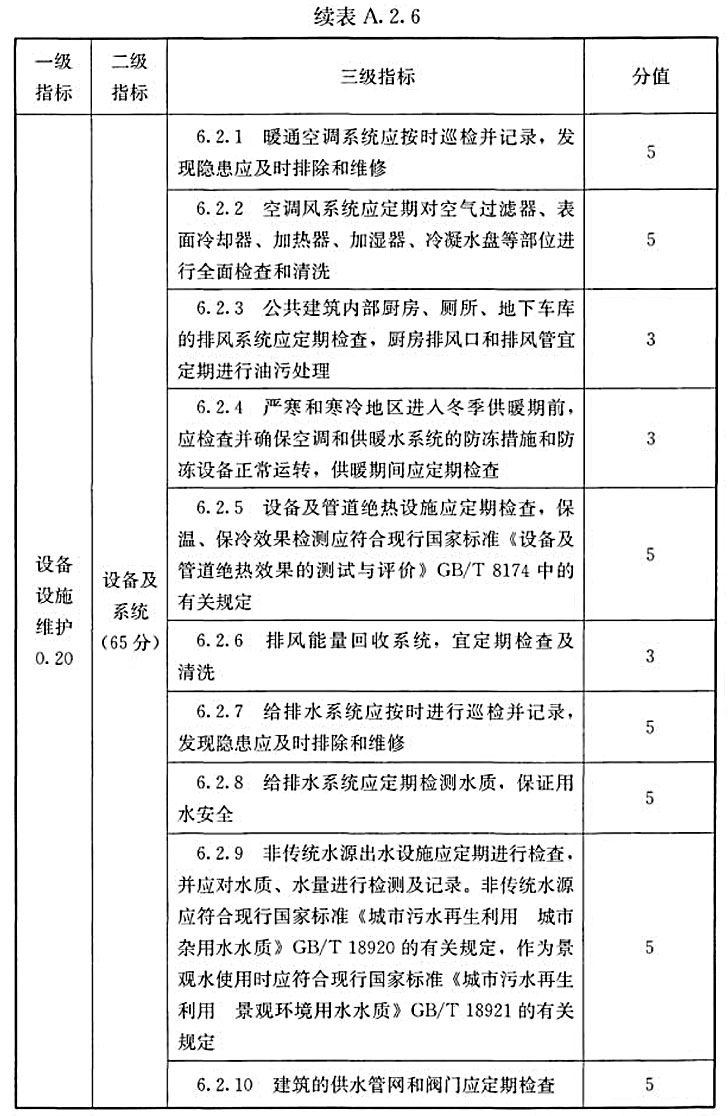 续表 A.2.6
一级
指标
二级
指标
三级指标
分值
设备
设施
维护
0.20
设备及
系统
(65分)
6.2.1 暖通空调系统应按时巡检并记录，发
现隐患应及时排除和维修
5
6.2.2 空调风系统应定期对空气过滤器、表
面冷却器、加热器、加湿器、冷凝水盘等部位进
行全面检查和清洗
5
6.2.3 公共建筑内部厨房、厕所、地下车库
的排风系统应定期检查，厨房排风口和排风管宜
定期进行油污处理
3
6.2.4 严寒和寒冷地区进入冬季供暖期前，
应检查并确保空调和供暖水系统的防冻措施和防
冻设备正常运转，供暖期间应定期检查
3
6.2.5 设备及管道绝热设施应定期检查，保
温、保冷效果检测应符合现行国家标准《设备及
管道绝热效果的测试与评价》GB/T 8174 中的
有关规定
5
6.2.6 排风能量回收系统，宜定期检查及
清洗
3
6.2.7 给排水系统应按时进行巡检并记录，
发现隐患应及时排除和维修
5
6.2.8 给排水系统应定期检测水质，保证用
水安全
5
6.2.9 非传统水源出水设施应定期进行检查，
并应对水质、水量进行检测及记录。非传统水源
应符合现行国家标准《城市污水再生利用 城市
杂用水水质》GB/T 18920 的有关规定，作为景
观水使用时应符合现行国家标准《城市污水再生
利用 景观环境用水水质》GB/T 18921 的有关
规定
5
6.2.10 建筑的供水管网和阀门应定期检查
5